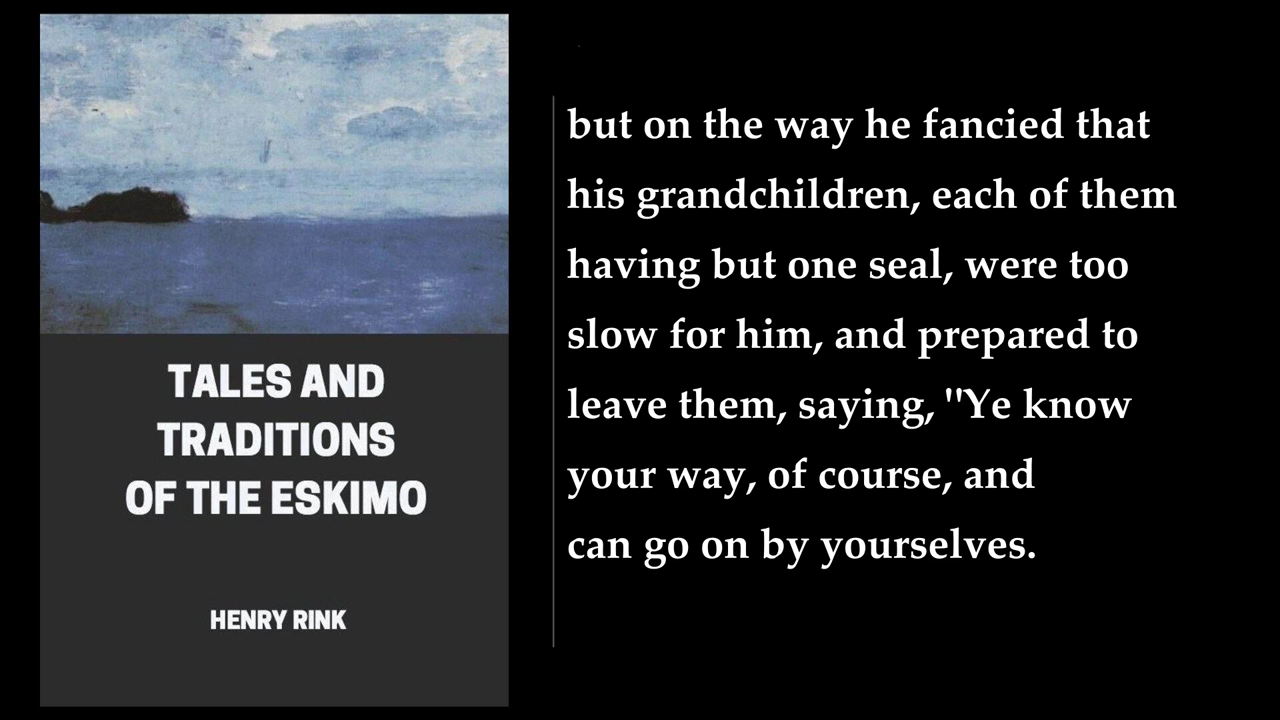 TALES AND
TRADITIONS
OF THE ESKIMO
HENRY RINK
but on the way he fancied that
his grandchildren, each of them
having but one seal, were too
slow for him, and prepared to
leave them, saying, "Ye know
your way, of course, and
can go on by yourselves.